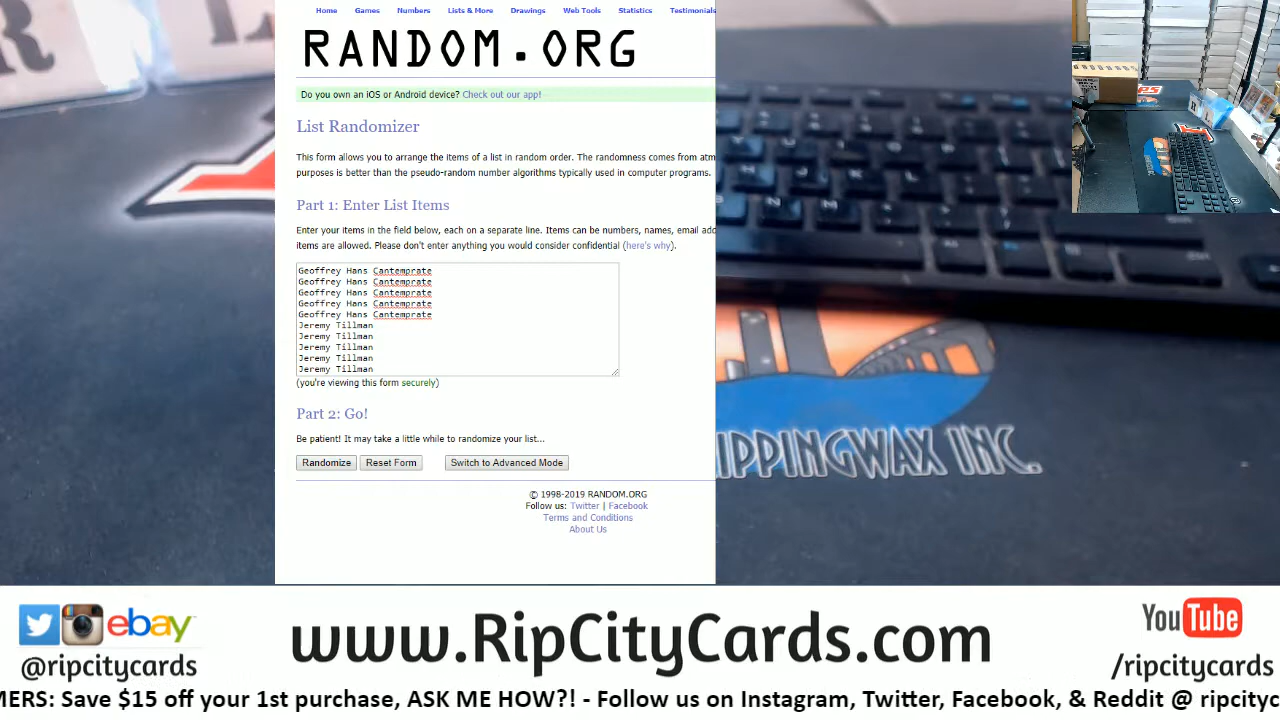 Home Games Numbers Lists & More Drawings Web Tools Statistics Testimonials
RANDOM.ORG
Do you own an iOS or Android device? Check out our app!
List Randomizer
This form allows you to arrange the items of a list in random order. The randomness comes from atm
purposes is better than the pseudo-random number algorithms typically used in computer programs.
Part 1: Enter List Items
Enter your items in the field below, each on a separate line. Items can be numbers, names, email add
items are allowed. Please don't enter anything you would consider confidential (here's why).
Geoffrey Hans Cantemprate
Geoffrey Hans Cantemprate
Geoffrey Hans Cantemprate
Geoffrey Hans Cantemprate
Geoffrey Hans Cantemprate
Jeremy Tillman
Jeremy Tillman
Jeremy Tillman
Jeremy Tillman
Jeremy Tillman
(you're viewing this form securely)
Part 2: Go!
Be patient! It may take a little while to randomize your list...
Randomize Reset Form Switch to Advanced Mode
© 1998-2019 RANDOM.ORG
Follow us: Twitter | Facebook
Terms and Conditions
About Us
IPPINGWAX INC.
ebay
@ripcitycards
www.RipCityCards.com
YouTube
/ripcitycards
MERS: Save $15 off your 1st purchase, ASK ME HOW?! - Follow us on Instagram, Twitter, Facebook, & Reddit @ ripcityc